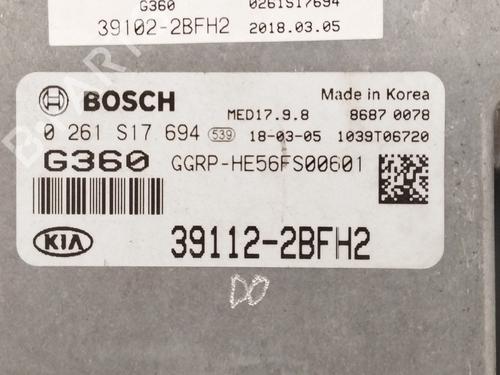 G360 0261S17694
39102-2BFH2 2018.03.05
BOSCH Made in Korea
MED17.9.8 8687 0078
0 261 S17 694 539 18-03-05 1039T06720
G360 GGRP-HE56FS00601
KIA 39112-2BFH2
DO